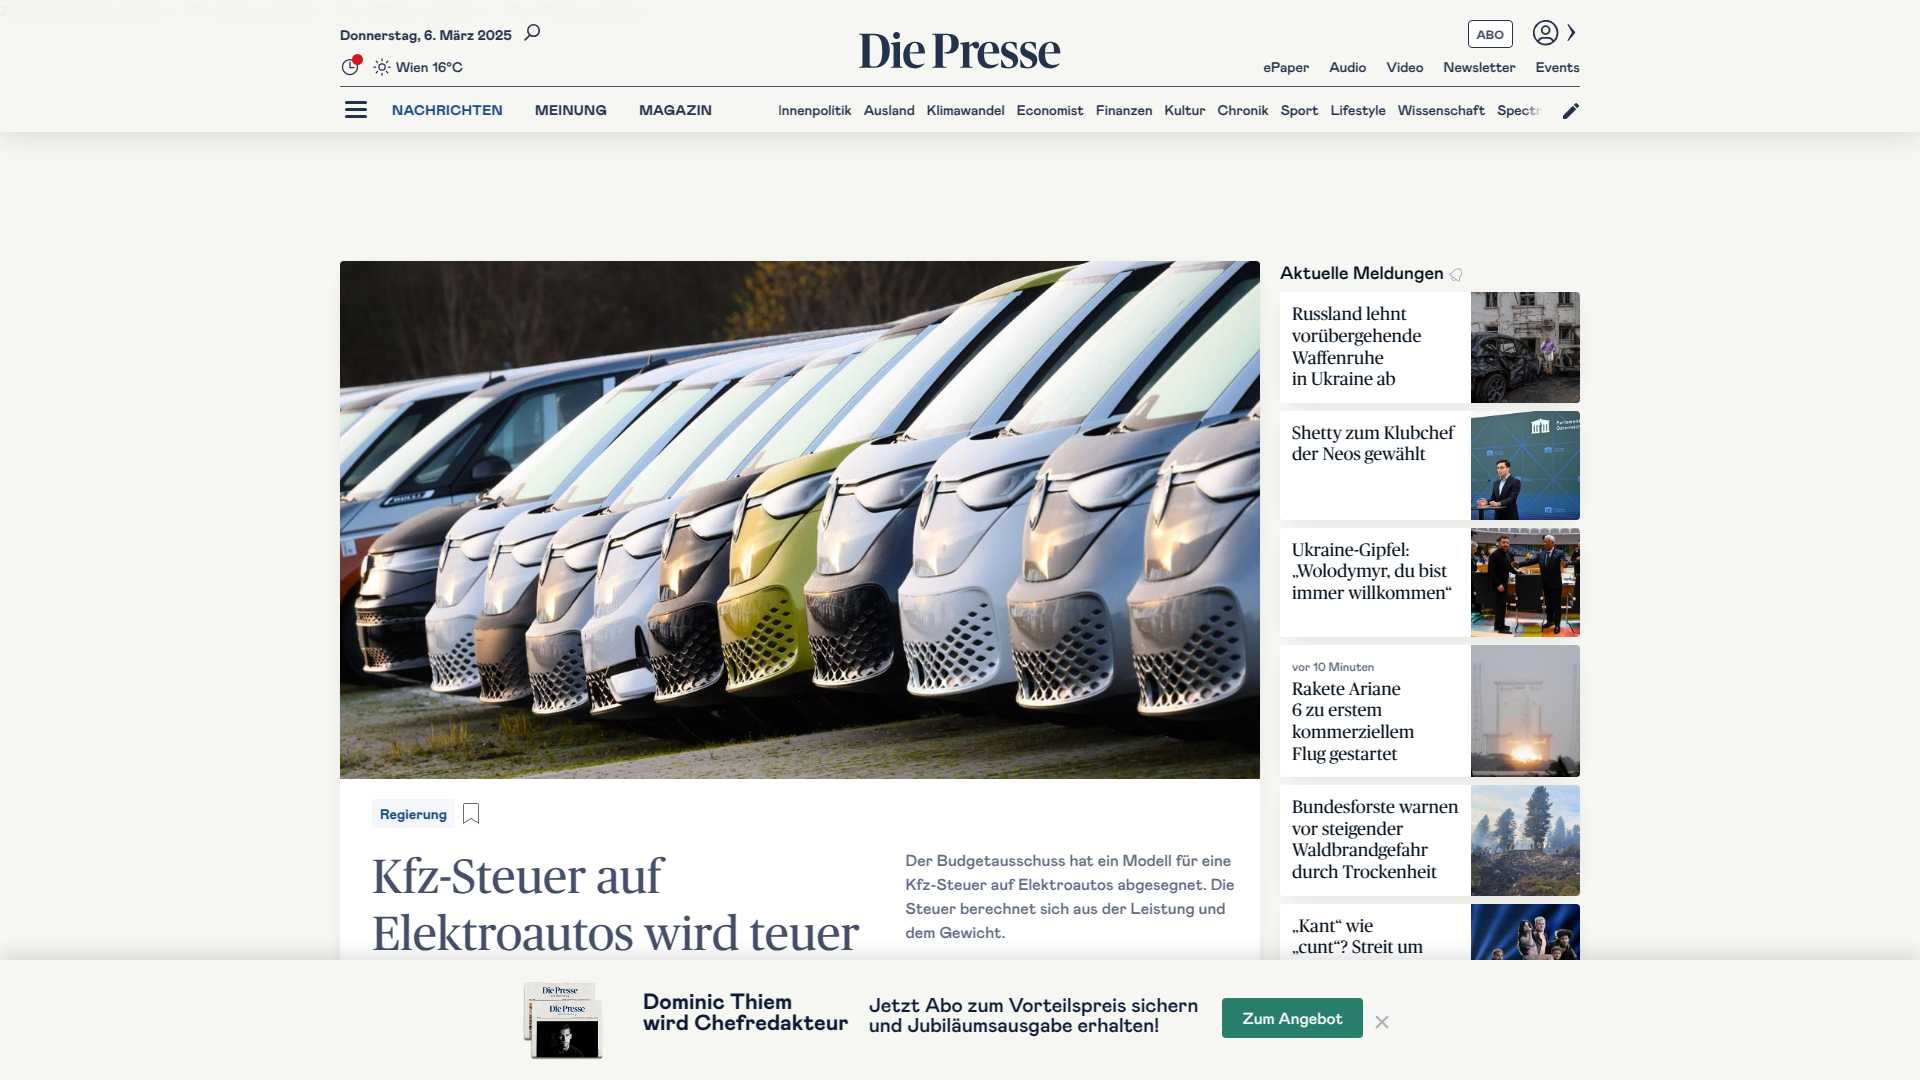 Donnerstag, 6. März 2025
Die Presse
ABO
Wien 16°C
ePaper Audio Video Newsletter Events
NACHRICHTEN MEINUNG MAGAZIN
Innenpolitik Ausland Klimawandel Economist Finanzen Kultur Chronik Sport Lifestyle Wissenschaft Spectr
Regierung
Kfz-Steuer auf
Elektroautos wird teuer
Der Budgetausschuss hat ein Modell für eine
Kfz-Steuer auf Elektroautos abgesegnet. Die
Steuer berechnet sich aus der Leistung und
dem Gewicht.
Aktuelle Meldungen
Russland lehnt
vorübergehende
Waffenruhe
in Ukraine ab
Shetty zum Klubchef
der Neos gewählt
Ukraine-Gipfel:
„Wolodymyr, du bist
immer willkommen“
vor 10 Minuten
Rakete Ariane
6 zu erstem
kommerziellem
Flug gestartet
Bundesforste warnen
vor steigender
Waldbrandgefahr
durch Trockenheit
„Kant“ wie
„cunt“? Streit um
Die Presse
Die Presse
Dominic Thiem
wird Chefredakteur
Jetzt Abo zum Vorteilspreis sichern
und Jubiläumsausgabe erhalten!
Zum Angebot